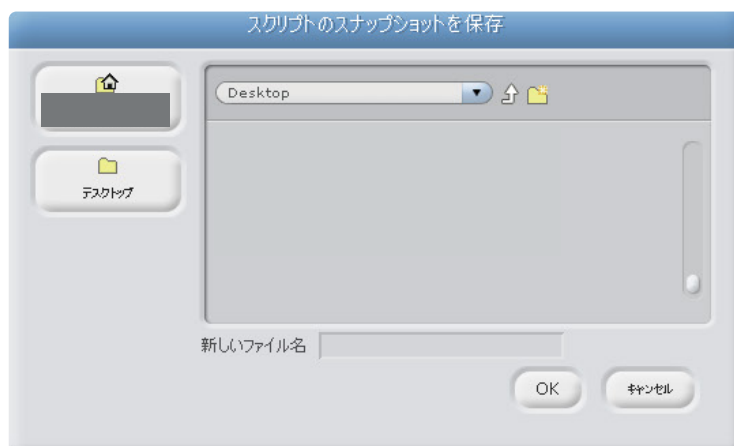 スクリプトのスナップショットを保存
Desktop
デスクトップ
新しいファイル名
OK
キャンセル